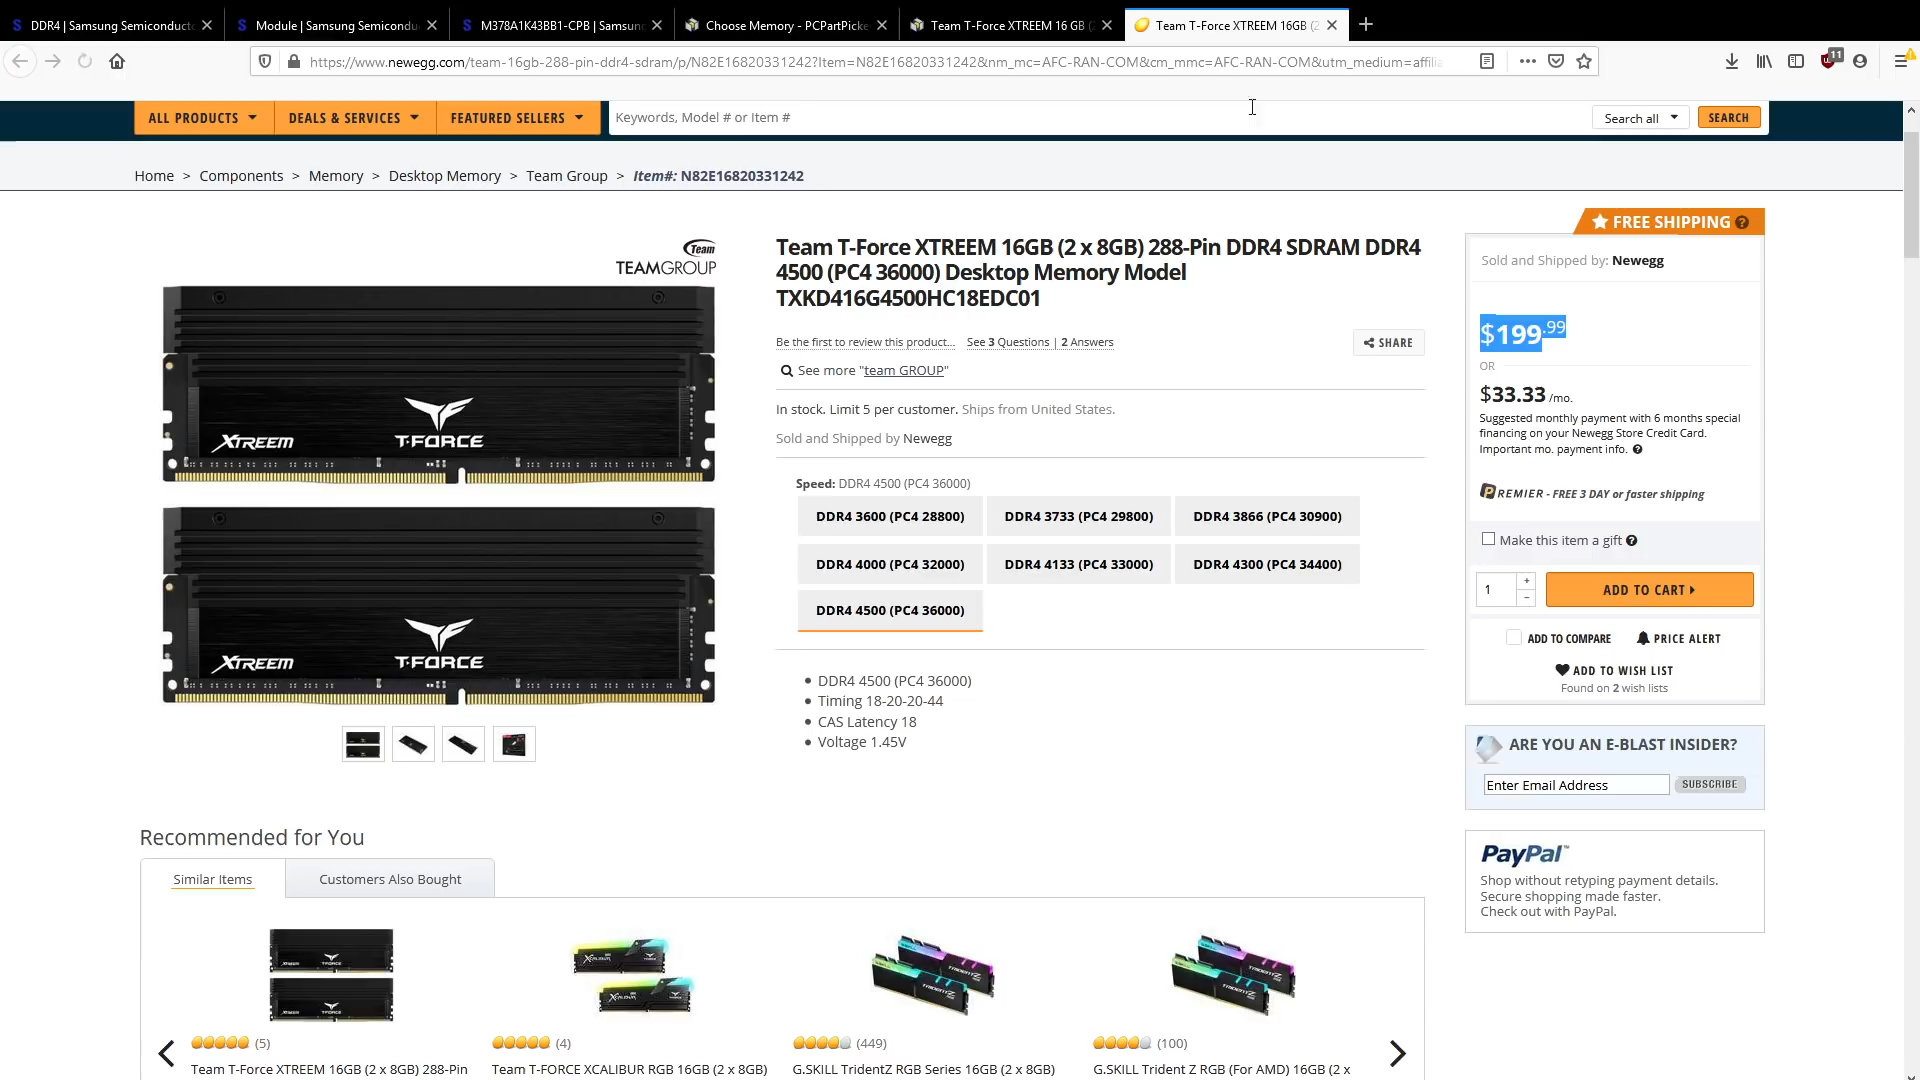 DDR4 | Samsung Semiconducto
Module | Samsung Semicondu
M378A1K43BB1-CPB | Samsun
Choose Memory - PCPartPicke
Team T-Force XTREEM 16 GB (
Team T-Force XTREEM 16GB (2
https://www.newegg.com/team-16gb-288-pin-ddr4-sdram/p/N82E16820331242?Item=N82E16820331242&nm_mc=AFC-RAN-COM&cm_mmc=AFC-RAN-COM&utm_medium=affilia
11
ALL PRODUCTS
DEALS & SERVICES
FEATURED SELLERS
Keywords, Model # or Item #
Search all
SEARCH
Home > Components > Memory > Desktop Memory > Team Group > Item#: N82E16820331242
Team
TEAMGROUP
XTREEM
T-FORCE
XTREEM
T-FORCE
Team T-Force XTREEM 16GB (2 x 8GB) 288-Pin DDR4 SDRAM DDR4
4500 (PC4 36000) Desktop Memory Model
TXKD416G4500HC18EDC01
Be the first to review this product... See 3 Questions | 2 Answers
SHARE
See more "team GROUP"
In stock. Limit 5 per customer. Ships from United States.
Sold and Shipped by Newegg
Speed: DDR4 4500 (PC4 36000)
DDR4 3600 (PC4 28800)
DDR4 3733 (PC4 29800)
DDR4 3866 (PC4 30900)
DDR4 4000 (PC4 32000)
DDR4 4133 (PC4 33000)
DDR4 4300 (PC4 34400)
DDR4 4500 (PC4 36000)
• DDR4 4500 (PC4 36000)
• Timing 18-20-20-44
• CAS Latency 18
• Voltage 1.45V
FREE SHIPPING
Sold and Shipped by: Newegg
$199.99
OR
$33.33 /mo.
Suggested monthly payment with 6 months special
financing on your Newegg Store Credit Card.
Important mo. payment info.
PREMIER - FREE 3 DAY or faster shipping
Make this item a gift
1
+
−
ADD TO CART
ADD TO COMPARE
PRICE ALERT
ADD TO WISH LIST
Found on 2 wish lists
ARE YOU AN E-BLAST INSIDER?
Enter Email Address
SUBSCRIBE
PayPal™
Shop without retyping payment details.
Secure shopping made faster.
Check out with PayPal.
Recommended for You
Similar Items
Customers Also Bought
(5)
(4)
(449)
(100)
Team T-Force XTREEM 16GB (2 x 8GB) 288-Pin
Team T-FORCE XCALIBUR RGB 16GB (2 x 8GB)
G.SKILL TridentZ RGB Series 16GB (2 x 8GB)
G.SKILL Trident Z RGB (For AMD) 16GB (2 x